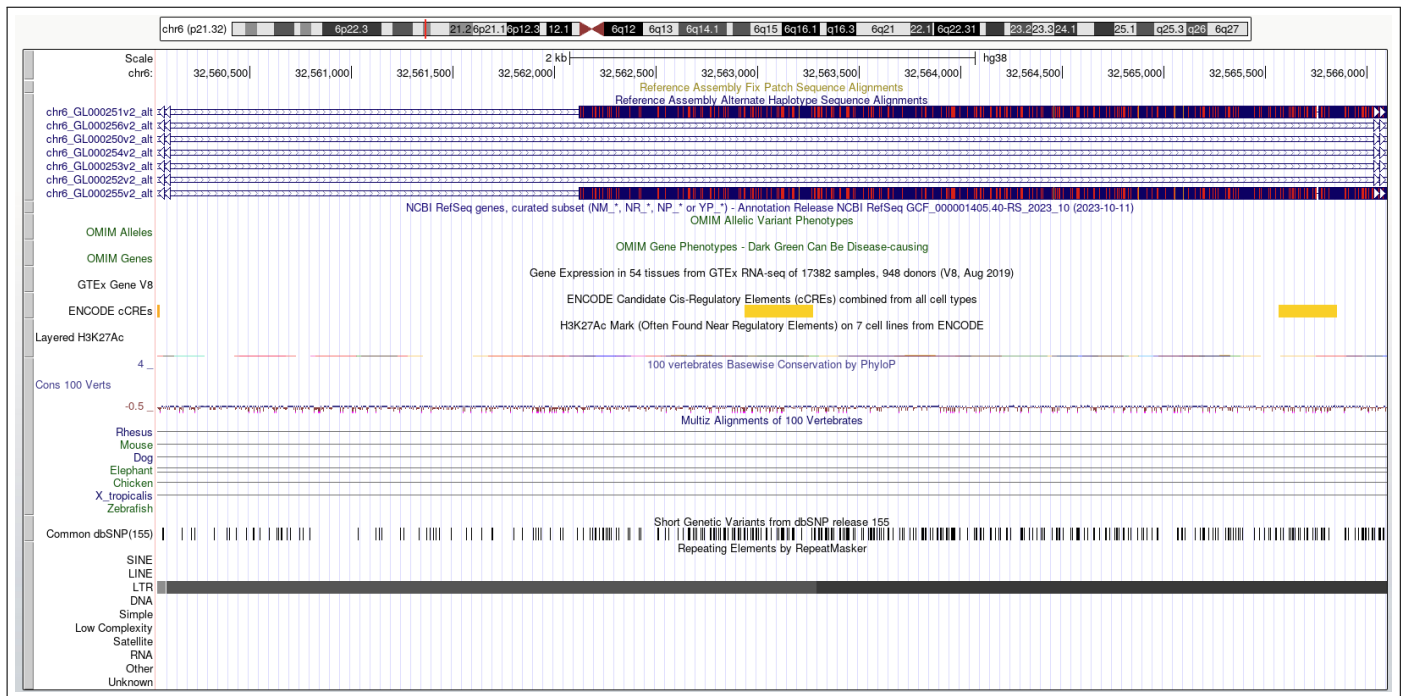 chr6 (p21.32) 6p22.3 21.2 6p21.1 6p12.3 12.1 6q12 6q13 6q14.1 6q15 6q16.1 q16.3 6q21 22.1 6q22.31 23.2 23.3 24.1 25.1 q25.3 q26 6q27
Scale 2 kb hg38
chr6: 32,560,500 32,561,000 32,561,500 32,562,000 32,562,500 32,563,000 32,563,500 32,564,000 32,564,500 32,565,000 32,565,500 32,566,000
Reference Assembly Fix Patch Sequence Alignments
Reference Assembly Alternate Haplotype Sequence Alignments
chr6_GL000251v2_alt
chr6_GL000256v2_alt
chr6_GL000250v2_alt
chr6_GL000254v2_alt
chr6_GL000253v2_alt
chr6_GL000252v2_alt
chr6_GL000255v2_alt
NCBI RefSeq genes, curated subset (NM_*, NR_*, NP_* or YP_*) - Annotation Release NCBI RefSeq GCF_000001405.40-RS_2023_10 (2023-10-11)
OMIM Allelic Variant Phenotypes
OMIM Alleles
OMIM Gene Phenotypes - Dark Green Can Be Disease-causing
OMIM Genes
Gene Expression in 54 tissues from GTEx RNA-seq of 17382 samples, 948 donors (V8, Aug 2019)
GTEx Gene V8
ENCODE Candidate Cis-Regulatory Elements (cCREs) combined from all cell types
ENCODE cCREs
H3K27Ac Mark (Often Found Near Regulatory Elements) on 7 cell lines from ENCODE
Layered H3K27Ac
4 _
100 vertebrates Basewise Conservation by PhyloP
Cons 100 Verts
-0.5 _
Multiz Alignments of 100 Vertebrates
Rhesus
Mouse
Dog
Elephant
Chicken
X_tropicalis
Zebrafish
Short Genetic Variants from dbSNP release 155
Common dbSNP(155)
Repeating Elements by RepeatMasker
SINE
LINE
LTR
DNA
Simple
Low Complexity
Satellite
RNA
Other
Unknown